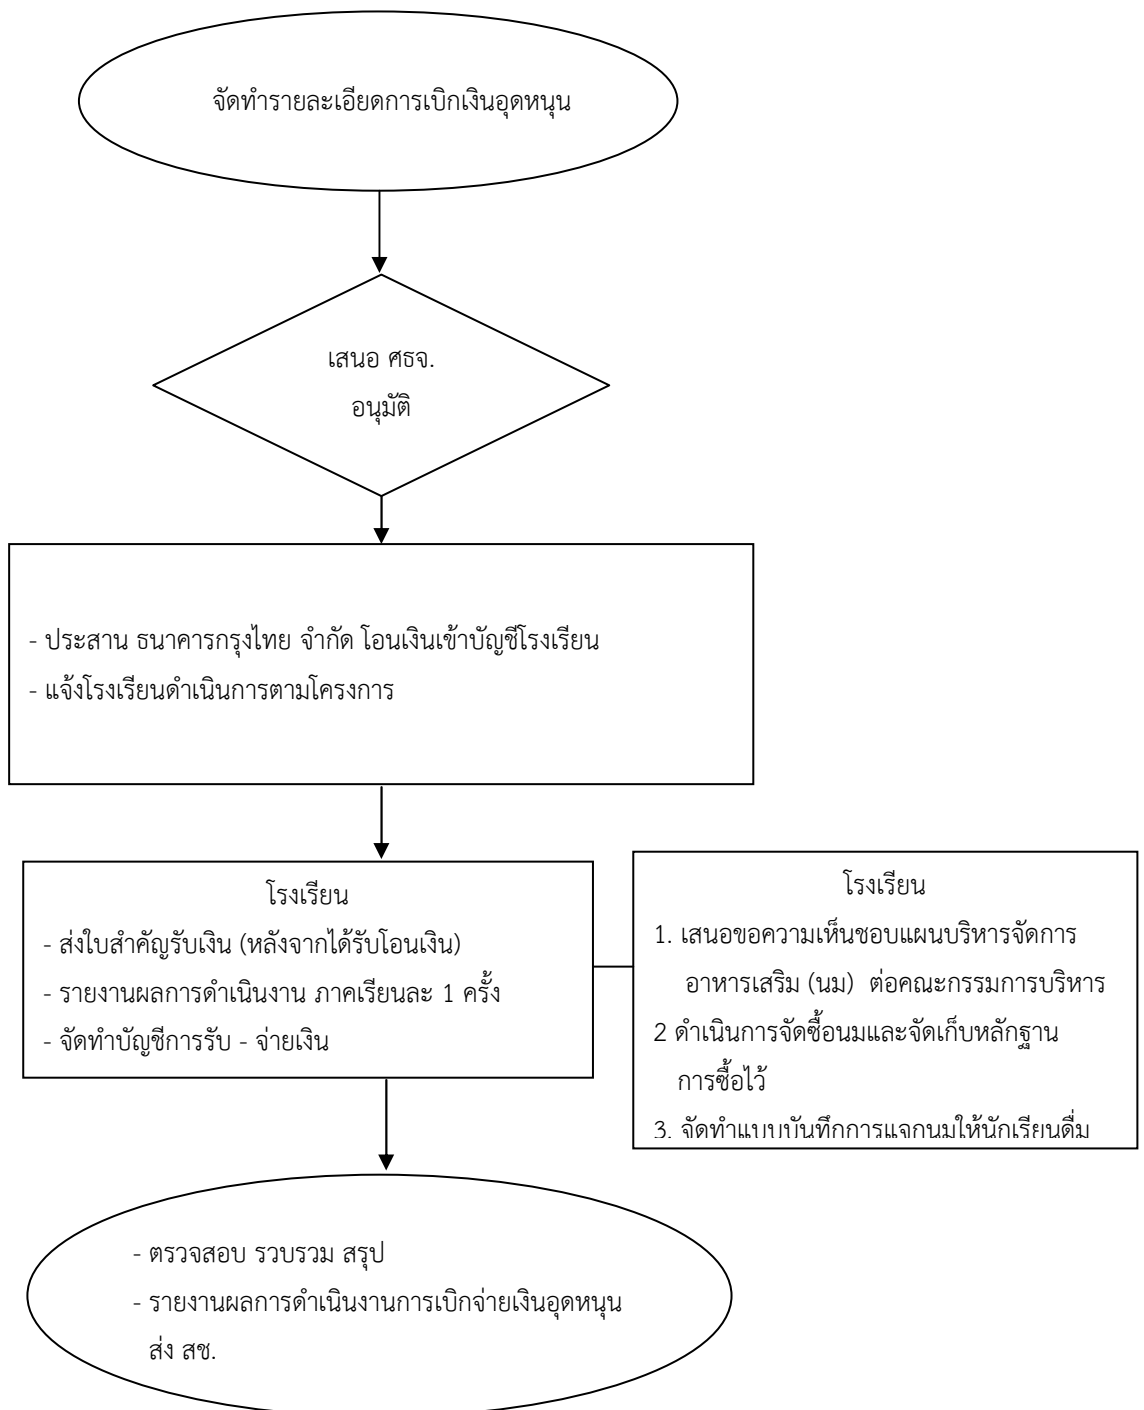 จัดทำรายละเอียดการเบิกเงินอุดหนุน
เสนอ ศธจ.
อนุมัติ
- ประสาน ธนาคารกรุงไทย จำกัด โอนเงินเข้าบัญชีโรงเรียน
- แจ้งโรงเรียนดำเนินการตามโครงการ
โรงเรียน
- ส่งใบสำคัญรับเงิน (หลังจากได้รับโอนเงิน)
- รายงานผลการดำเนินงาน ภาคเรียนละ 1 ครั้ง
- จัดทำบัญชีการรับ - จ่ายเงิน
โรงเรียน
1. เสนอขอความเห็นชอบแผนบริหารจัดการ
อาหารเสริม (นม) ต่อคณะกรรมการบริหาร
2 ดำเนินการจัดซื้อนมและจัดเก็บหลักฐาน
การซื้อไว้
3. จัดทำแบบบันทึกการแจกนมให้นักเรียนดื่ม
- ตรวจสอบ รวบรวม สรุป
- รายงานผลการดำเนินงานการเบิกจ่ายเงินอุดหนุน
ส่ง สช.